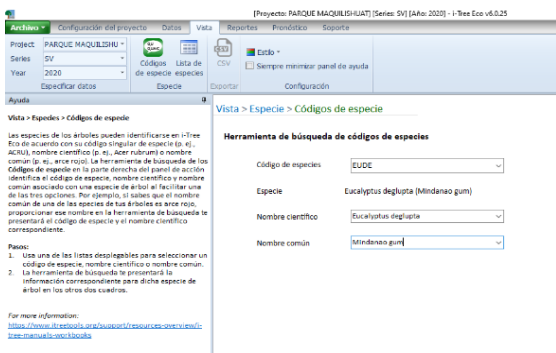 [Proyecto: PARQUE MAQUILISHUAT] [Series: SV] [Año: 2020] - i-Tree Eco v6.0.25
Archivo Configuración del proyecto Datos Vista Reportes Pronóstico Soporte
Project PARQUE MAQUILISHU
Series SV
Year 2020
Especificar datos
Códigos de especie
Lista de especies
Especie
CSV
Exportar
Estilo
Siempre minimizar panel de ayuda
Configuración
Ayuda
Vista > Especies > Códigos de especie
Las especies de los árboles pueden identificarse en i-Tree
Eco de acuerdo con su código singular de especie (p. ej.,
ACRU), nombre científico (p. ej., Acer rubrum) o nombre
común (p. ej., arce rojo). La herramienta de búsqueda de los
Códigos de especie en la parte derecha del panel de acción
identifica el código de especie, nombre científico y nombre
común asociado con una especie de árbol al facilitar una
de las tres opciones. Por ejemplo, si sabes que el nombre
común de una de las especies de tus árboles es arce rojo,
proporcionar ese nombre en la herramienta de búsqueda te
presentará el código de especie y el nombre científico
correspondiente.
Pasos:
1. Usa una de las listas desplegables para seleccionar un
código de especie, nombre científico o nombre común.
2. La herramienta de búsqueda te presentará la
información correspondiente para dicha especie de
árbol en los otros dos cuadros.
For more information:
https://www.itreetools.org/support/resources-overview/i-
tree-manuals-workbooks
Vista > Especie > Códigos de especie
Herramienta de búsqueda de códigos de especies
Código de especies EUDE
Especie Eucalyptus deglupta (Mindanao gum)
Nombre científico Eucalyptus deglupta
Nombre común Mindanao gum